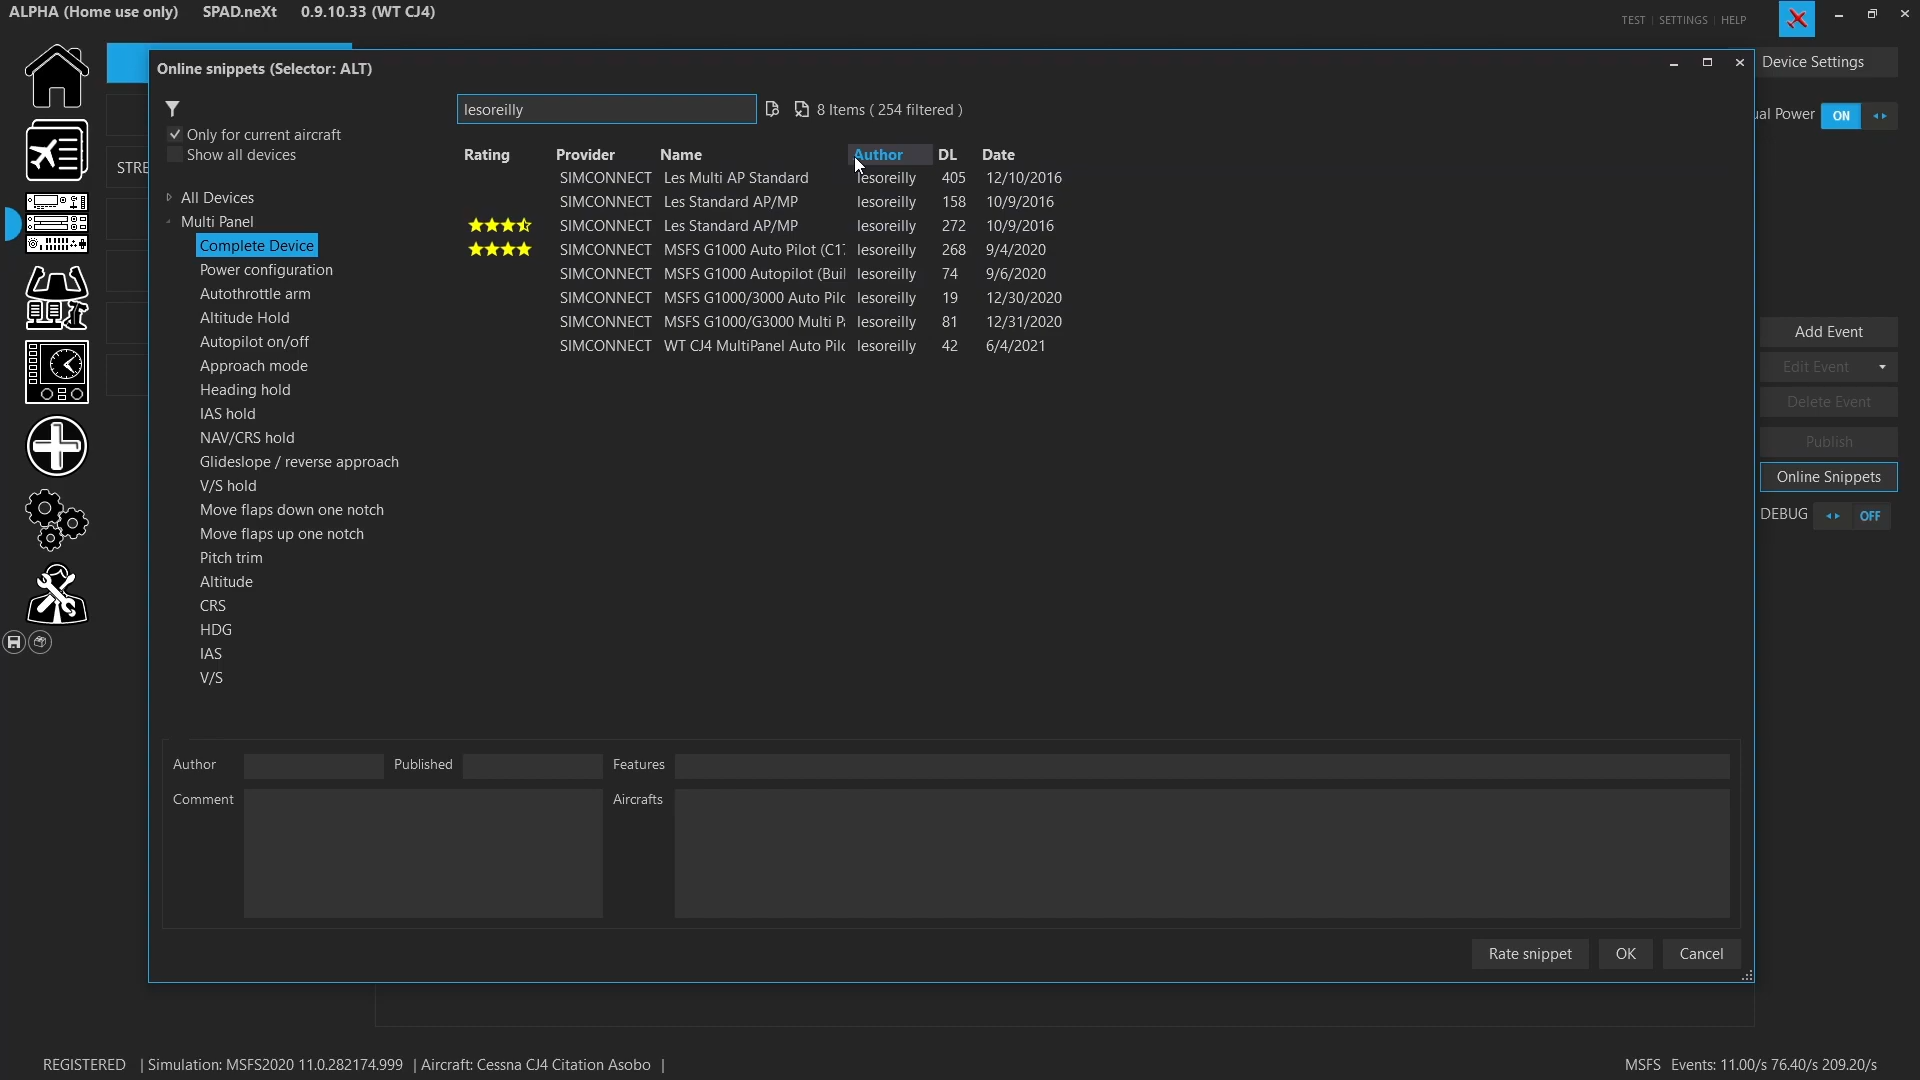 ALPHA (Home use only) SPAD.neXt 0.9.10.33 (WT CJ4)
TEST | SETTINGS | HELP
Online snippets (Selector: ALT)
Device Settings
lesoreilly
8 Items ( 254 filtered )
Power ON
Only for current aircraft
Show all devices
Rating Provider Name Author DL Date
SIMCONNECT Les Multi AP Standard lesoreilly 405 12/10/2016
All Devices
SIMCONNECT Les Standard AP/MP lesoreilly 158 10/9/2016
Multi Panel
SIMCONNECT Les Standard AP/MP lesoreilly 272 10/9/2016
Complete Device
SIMCONNECT MSFS G1000 Auto Pilot (C1 lesoreilly 268 9/4/2020
Power configuration
SIMCONNECT MSFS G1000 Autopilot (Bui lesoreilly 74 9/6/2020
Autothrottle arm
SIMCONNECT MSFS G1000/3000 Auto Pilo lesoreilly 19 12/30/2020
Altitude Hold
SIMCONNECT MSFS G1000/G3000 Multi P lesoreilly 81 12/31/2020
Autopilot on/off
SIMCONNECT WT CJ4 MultiPanel Auto Pilo lesoreilly 42 6/4/2021
Approach mode
Heading hold
IAS hold
NAV/CRS hold
Glideslope / reverse approach
V/S hold
Move flaps down one notch
Move flaps up one notch
Pitch trim
Altitude
CRS
HDG
IAS
V/S
STRE
Add Event
Edit Event
Delete Event
Publish
Online Snippets
DEBUG OFF
Author Published Features
Comment Aircrafts
Rate snippet OK Cancel
REGISTERED | Simulation: MSFS2020 11.0.282174.999 | Aircraft: Cessna CJ4 Citation Asobo |
MSFS Events: 11.00/s 76.40/s 209.20/s